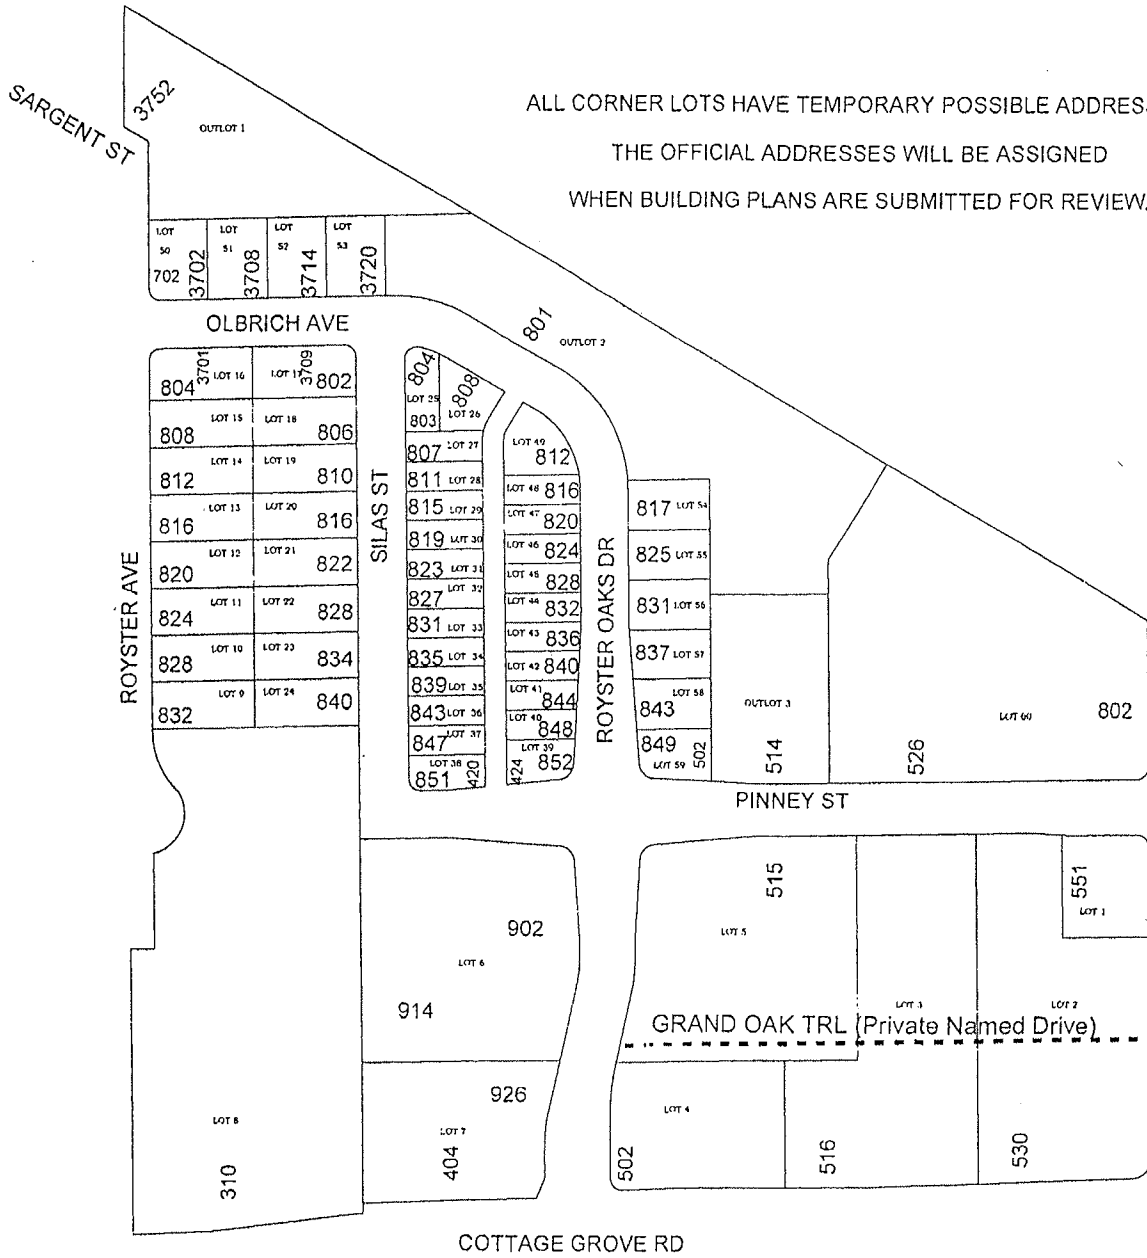 SARGENT ST
3752
OUTLOT 1
ALL CORNER LOTS HAVE TEMPORARY POSSIBLE ADDRES
THE OFFICIAL ADDRESSES WILL BE ASSIGNED
WHEN BUILDING PLANS ARE SUBMITTED FOR REVIEW.
LOT 50 702 3702
LOT 51 3708
LOT 52 3714
LOT 53 3720
OLBRICH AVE
801
OUTLOT 2
804 3701 LOT 16
LOT 17 3709 802
808 LOT 15
LOT 18 806
812 LOT 14
LOT 19 810
816 LOT 13
LOT 20 816
820 LOT 12
LOT 21 822
824 LOT 11
LOT 22 828
828 LOT 10
LOT 23 834
832 LOT 9
LOT 24 840
ROYSTER AVE
SILAS ST
804 LOT 25 803
808 LOT 26
807 LOT 27
811 LOT 28
815 LOT 29
819 LOT 30
823 LOT 31
827 LOT 32
831 LOT 33
835 LOT 34
839 LOT 35
843 LOT 36
847 LOT 37
LOT 38 851 420
LOT 49 812
LOT 48 816
LOT 47 820
LOT 46 824
LOT 45 828
LOT 44 832
LOT 43 836
LOT 42 840
LOT 41 844
LOT 40 848
LOT 39 852 424
ROYSTER OAKS DR
817 LOT 54
825 LOT 55
831 LOT 56
837 LOT 57
843 LOT 58
849 LOT 59 502
OUTLOT 3
514
LOT 60 802
526
PINNEY ST
902
LOT 6
914
515
LOT 5
551
LOT 1
LOT 3
LOT 2
GRAND OAK TRL (Private Named Drive)
926
LOT 7
404
LOT 8
310
LOT 4
502
516
530
COTTAGE GROVE RD